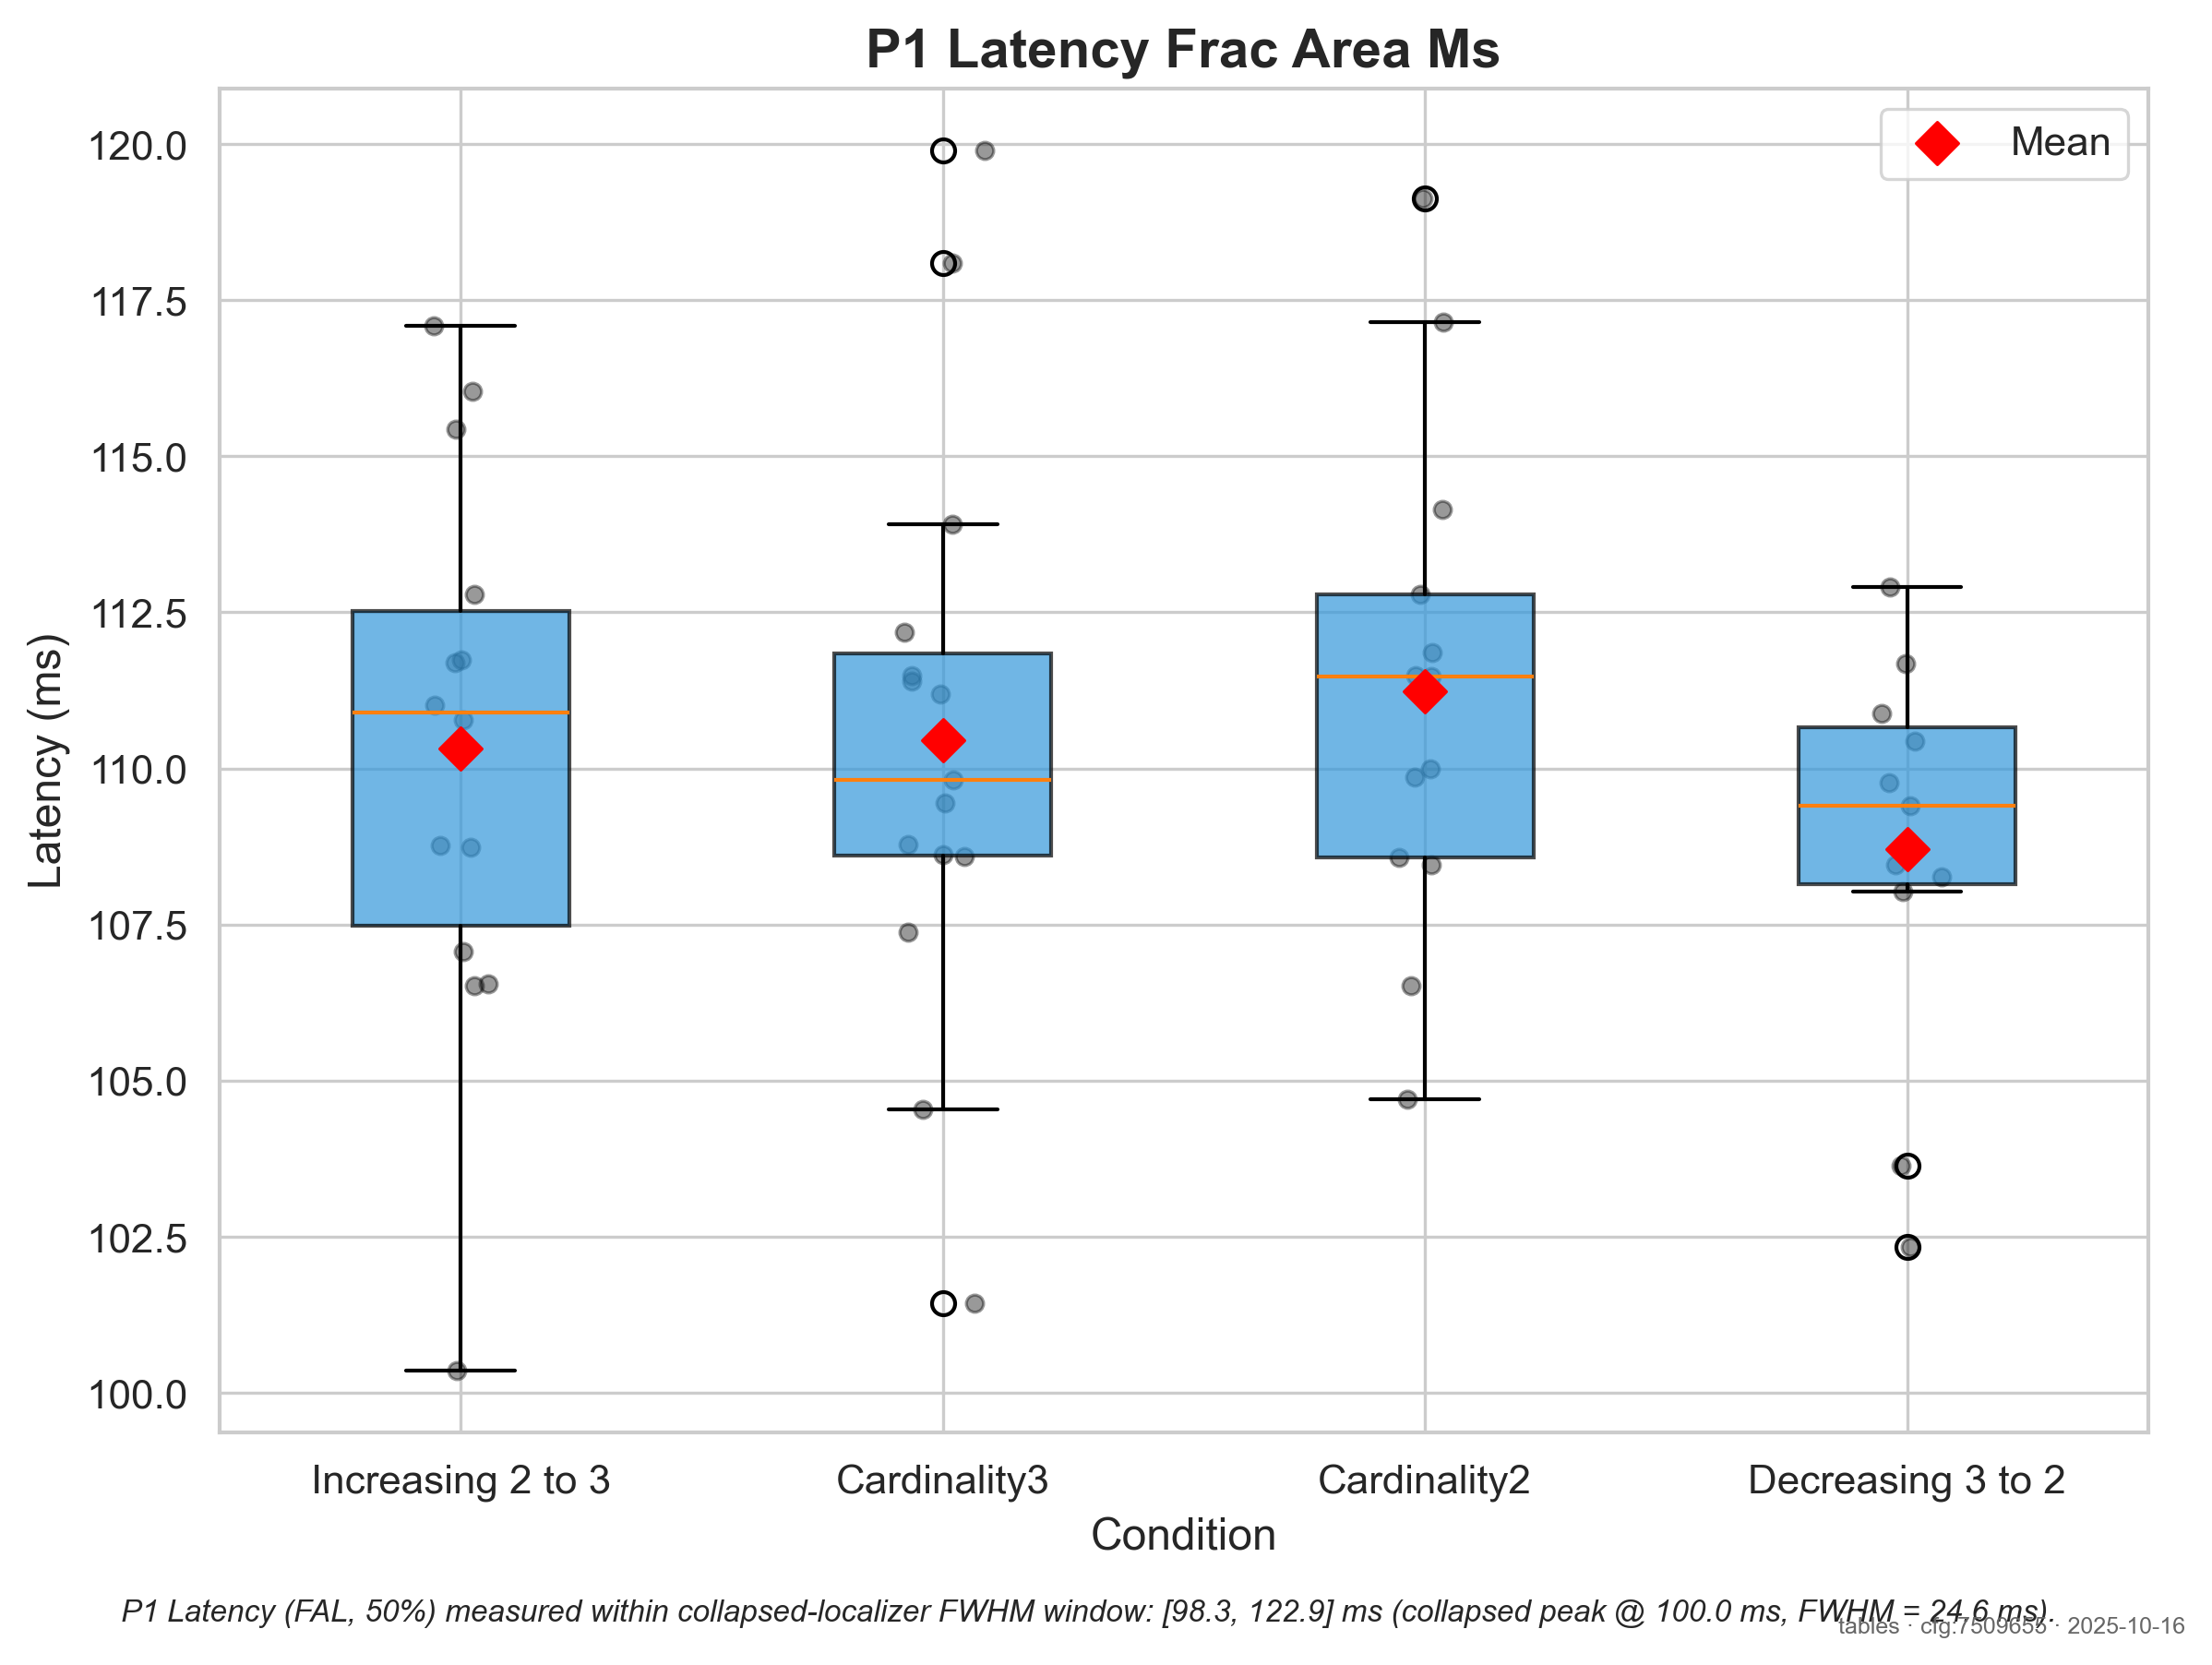 P1 Latency Frac Area Ms
Mean
120.0
117.5
115.0
112.5
110.0
107.5
105.0
102.5
100.0
Latency (ms)
Increasing 2 to 3
Cardinality3
Cardinality2
Decreasing 3 to 2
Condition
P1 Latency (FAL, 50%) measured within collapsed-localizer FWHM window: [98.3, 122.9] ms (collapsed peak @ 100.0 ms, FWHM = 24.6 ms).
tables · cfg:7509655 · 2025-10-16